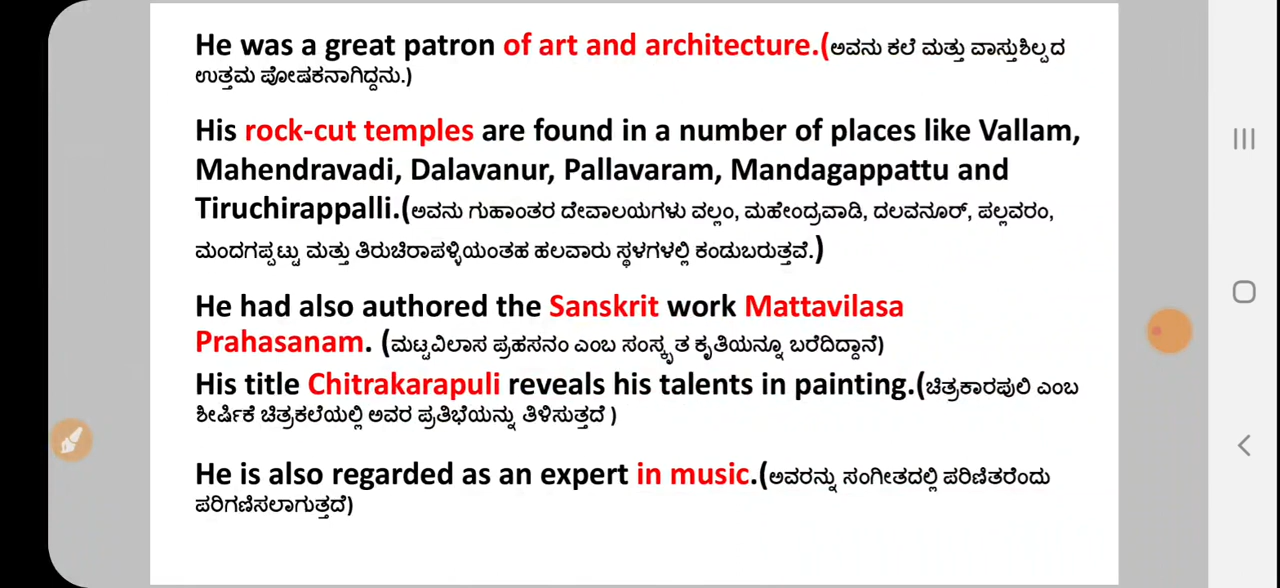 He was a great patron of art and architecture.(ಅವನು ಕಲೆ ಮತ್ತು ವಾಸ್ತುಶಿಲ್ಪದ
ಉತ್ತಮ ಪೋಷಕನಾಗಿದ್ದನು.)
His rock-cut temples are found in a number of places like Vallam,
Mahendravadi, Dalavanur, Pallavaram, Mandagappattu and
Tiruchirappalli.(ಅವನು ಗುಹಾಂತರ ದೇವಾಲಯಗಳು ವಲ್ಲಂ, ಮಹೇಂದ್ರವಾಡಿ, ದಲವನೂರ್, ಪಲ್ಲವರಂ,
ಮಂದಗಪ್ಪಟ್ಟು ಮತ್ತು ತಿರುಚಿರಾಪಳ್ಳಿಯಂತಹ ಹಲವಾರು ಸ್ಥಳಗಳಲ್ಲಿ ಕಂಡುಬರುತ್ತವೆ.)
He had also authored the Sanskrit work Mattavilasa
Prahasanam. (ಮಟ್ಟವಿಲಾಸ ಪ್ರಹಸನಂ ಎಂಬ ಸಂಸ್ಕೃತ ಕೃತಿಯನ್ನೂ ಬರೆದಿದ್ದಾನೆ)
His title Chitrakarapuli reveals his talents in painting.(ಚಿತ್ರಕಾರಪುಲಿ ಎಂಬ
ಶೀರ್ಷಿಕೆ ಚಿತ್ರಕಲೆಯಲ್ಲಿ ಅವರ ಪ್ರತಿಭೆಯನ್ನು ತಿಳಿಸುತ್ತದೆ )
He is also regarded as an expert in music.(ಅವರನ್ನು ಸಂಗೀತದಲ್ಲಿ ಪರಿಣಿತರೆಂದು
ಪರಿಗಣಿಸಲಾಗುತ್ತದೆ)